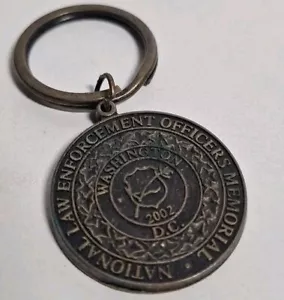 NATIONAL LAW ENFORCEMENT OFFICERS MEMORIAL
WASHINGTON
2002
D.C.